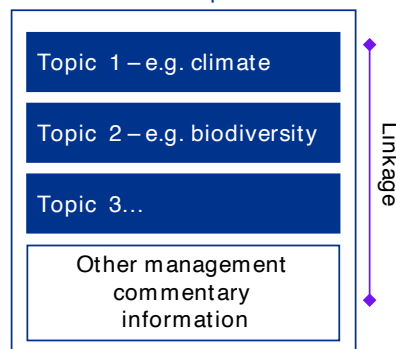 Topic 1 – e.g. climate
Topic 2 – e.g. biodiversity
Topic 3...
Other management
commentary
information
Linkage